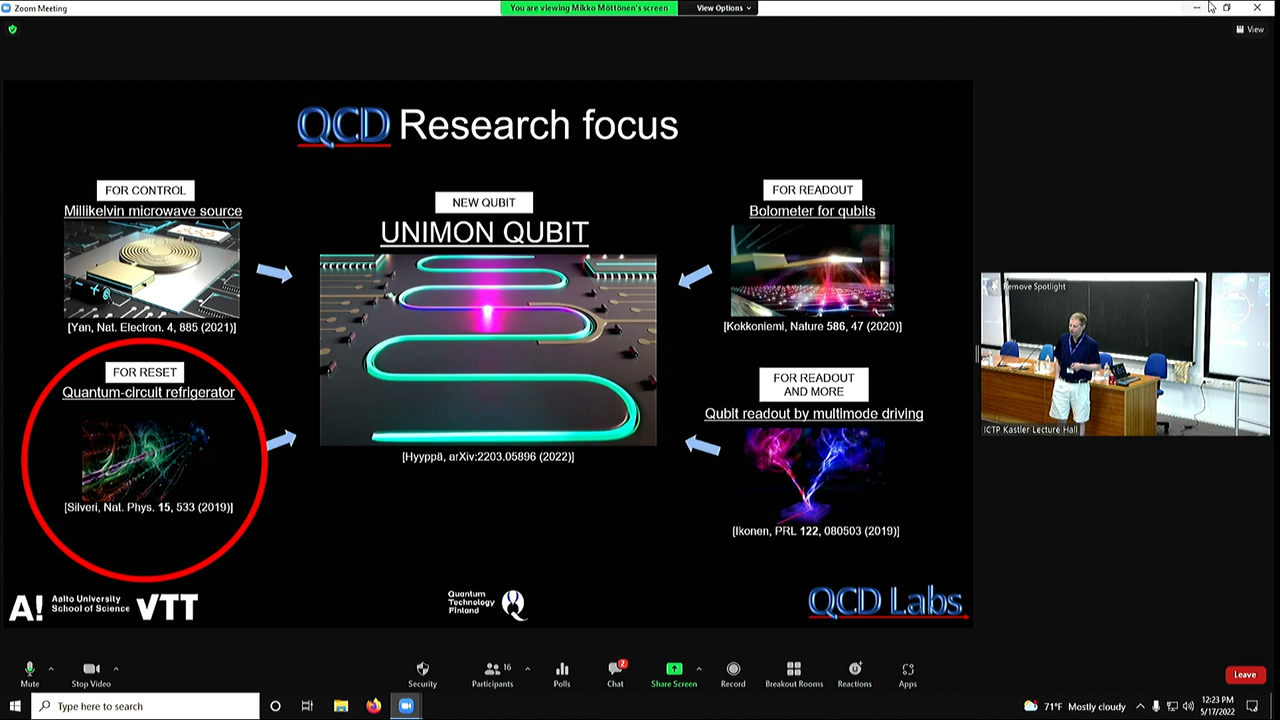 Zoom Meeting
You are viewing Mikko Möttönen's screen
View Options
View
QCD Research focus
FOR CONTROL
Millikelvin microwave source
[Yan, Nat. Electron. 4, 885 (2021)]
FOR RESET
Quantum-circuit refrigerator
[Silveri, Nat. Phys. 15, 533 (2019)]
NEW QUBIT
UNIMON QUBIT
[Hyyppä, arXiv:2203.05896 (2022)]
FOR READOUT
Bolometer for qubits
[Kokkoniemi, Nature 586, 47 (2020)]
FOR READOUT
AND MORE
Qubit readout by multimode driving
[Ikonen, PRL 122, 080503 (2019)]
A!
Aalto University
School of Science
VTT
Quantum
Technology
Finland
QCD Labs
Remove Spotlight
ICTP Kastler Lecture Hall
Mute
Stop Video
Security
16
Participants
Polls
2
Chat
Share Screen
Record
Breakout Rooms
Reactions
Apps
Leave
Type here to search
71°F Mostly cloudy
12:23 PM
5/17/2022